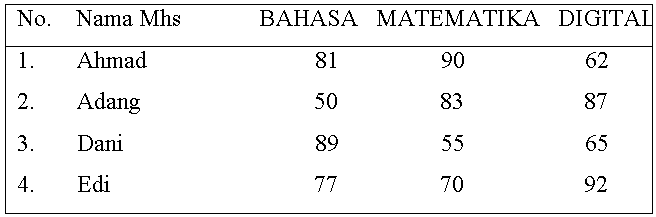 No. Nama Mhs BAHASA MATEMATIKA DIGITAL
1. Ahmad 81 90 62
2. Adang 50 83 87
3. Dani 89 55 65
4. Edi 77 70 92